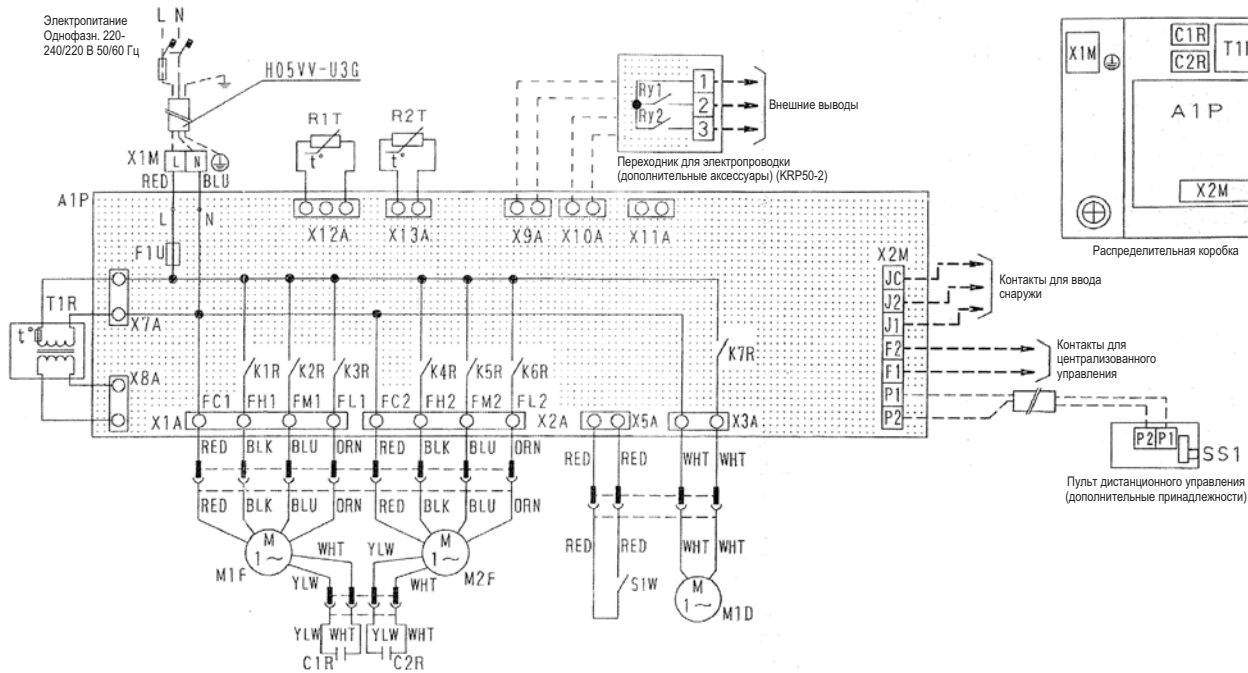 Электропитание
Однофазн. 220-
240/220 В 50/60 Гц
L N
H05VV-U3G
X1M L N
RED BLU
A1P
L N
F1U
R1T
t°
R2T
t°
X12A X13A X9A X10A X11A
Ry1
Ry2
1
2
3
Внешние выводы
Переходник для электропроводки
(дополнительные аксессуары) (KRP50-2)
X1M
C1R
C2R
A1P
X2M
Распределительная коробка
T1R
t°
X7A
X8A
K1R K2R K3R K4R K5R K6R K7R
FC1 FH1 FM1 FL1 FC2 FH2 FM2 FL2
X1A X2A X5A X3A
RED BLK BLU ORN RED BLK BLU ORN RED RED WHT WHT
RED BLK BLU ORN RED BLK BLU ORN RED RED WHT WHT
M
1~
M1F
M
1~
M2F
WHT YLW
YLW WHT
YLW WHT YLW WHT
C1R C2R
S1W
M
1~
M1D
X2M
JC
J2
J1
F2
F1
P1
P2
Контакты для ввода
снаружи
Контакты для
централизованного
управления
P2 P1
SS1
Пульт дистанционного управления
(дополнительные принадлежности)